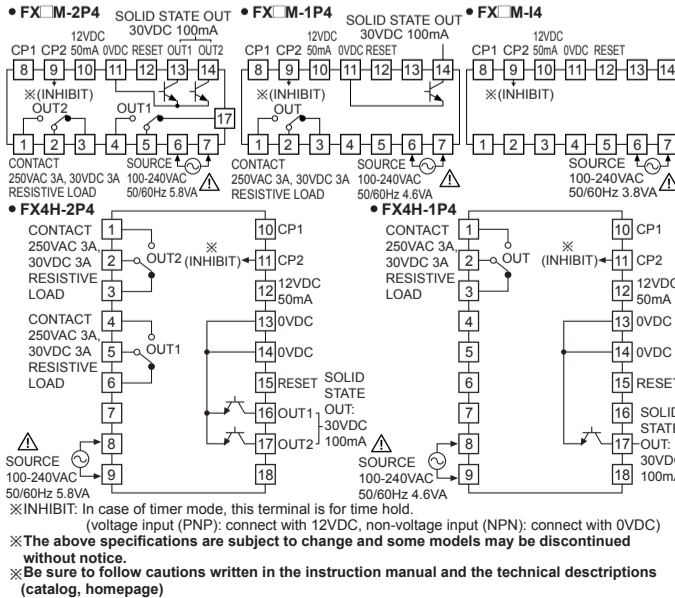 ● FX□M-2P4
SOLID STATE OUT
30VDC 100mA
12VDC
CP1 CP2 50mA 0VDC RESET OUT1 OUT2
8 9 10 11 12 13 14
※(INHIBIT)
OUT2
OUT1
17
1 2 3 4 5 6 7
CONTACT
250VAC 3A, 30VDC 3A
RESISTIVE LOAD
SOURCE
100-240VAC
50/60Hz 5.8VA
● FX□M-1P4
SOLID STATE OUT
30VDC 100mA
12VDC
CP1 CP2 50mA 0VDC RESET
8 9 10 11 12 13 14
※(INHIBIT)
OUT
1 2 3 4 5 6 7
CONTACT
250VAC 3A, 30VDC 3A
RESISTIVE LOAD
SOURCE
100-240VAC
50/60Hz 4.6VA
● FX□M-I4
12VDC
CP1 CP2 50mA 0VDC RESET
8 9 10 11 12 13 14
※(INHIBIT)
1 2 3 4 5 6 7
SOURCE
100-240VAC
50/60Hz 3.8VA
● FX4H-2P4
CONTACT
250VAC 3A,
30VDC 3A
RESISTIVE
LOAD
1
2
3
OUT2
CONTACT
250VAC 3A,
30VDC 3A
RESISTIVE
LOAD
4
5
6
OUT1
7
8
9
SOURCE
100-240VAC
50/60Hz 5.8VA
※
(INHIBIT)
10 CP1
11 CP2
12 12VDC
50mA
13 0VDC
14 0VDC
15 RESET
16 OUT1
17 OUT2
18
SOLID
STATE
OUT:
30VDC
100mA
● FX4H-1P4
CONTACT
250VAC 3A,
30VDC 3A
RESISTIVE
LOAD
1
2
3
OUT
4
5
6
7
8
9
SOURCE
100-240VAC
50/60Hz 4.6VA
※
(INHIBIT)
10 CP1
11 CP2
12 12VDC
50mA
13 0VDC
14 0VDC
15 RESET
16
17
18
SOLID
STATE
OUT:
30VDC
100mA
※INHIBIT: In case of timer mode, this terminal is for time hold.
(voltage input (PNP): connect with 12VDC, non-voltage input (NPN): connect with 0VDC)
※The above specifications are subject to change and some models may be discontinued
without notice.
※Be sure to follow cautions written in the instruction manual and the technical desctriptions
(catalog, homepage)